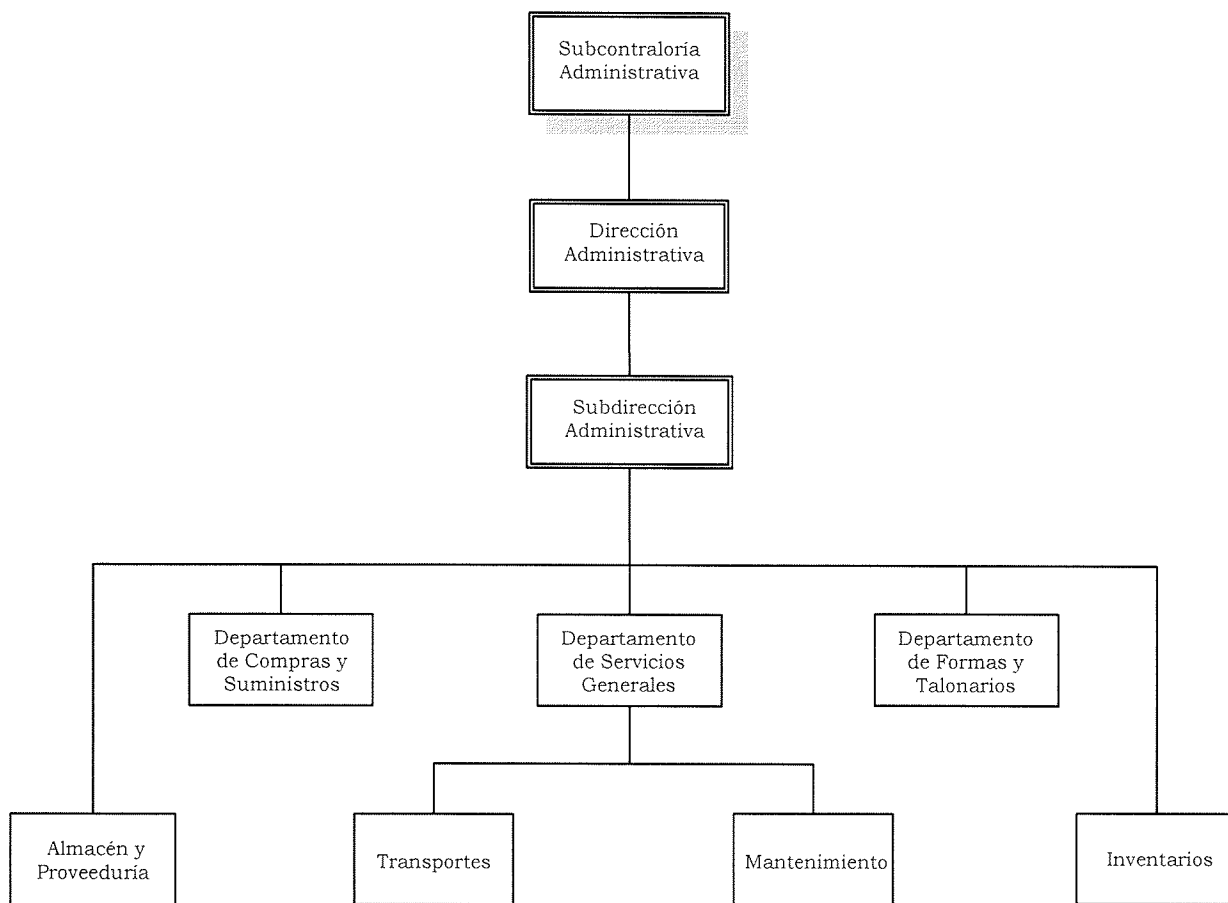 Subcontraloría
Administrativa
Dirección
Administrativa
Subdirección
Administrativa
Departamento
de Compras y
Suministros
Departamento
de Servicios
Generales
Departamento
de Formas y
Talonarios
Almacén y
Proveeduría
Transportes
Mantenimiento
Inventarios